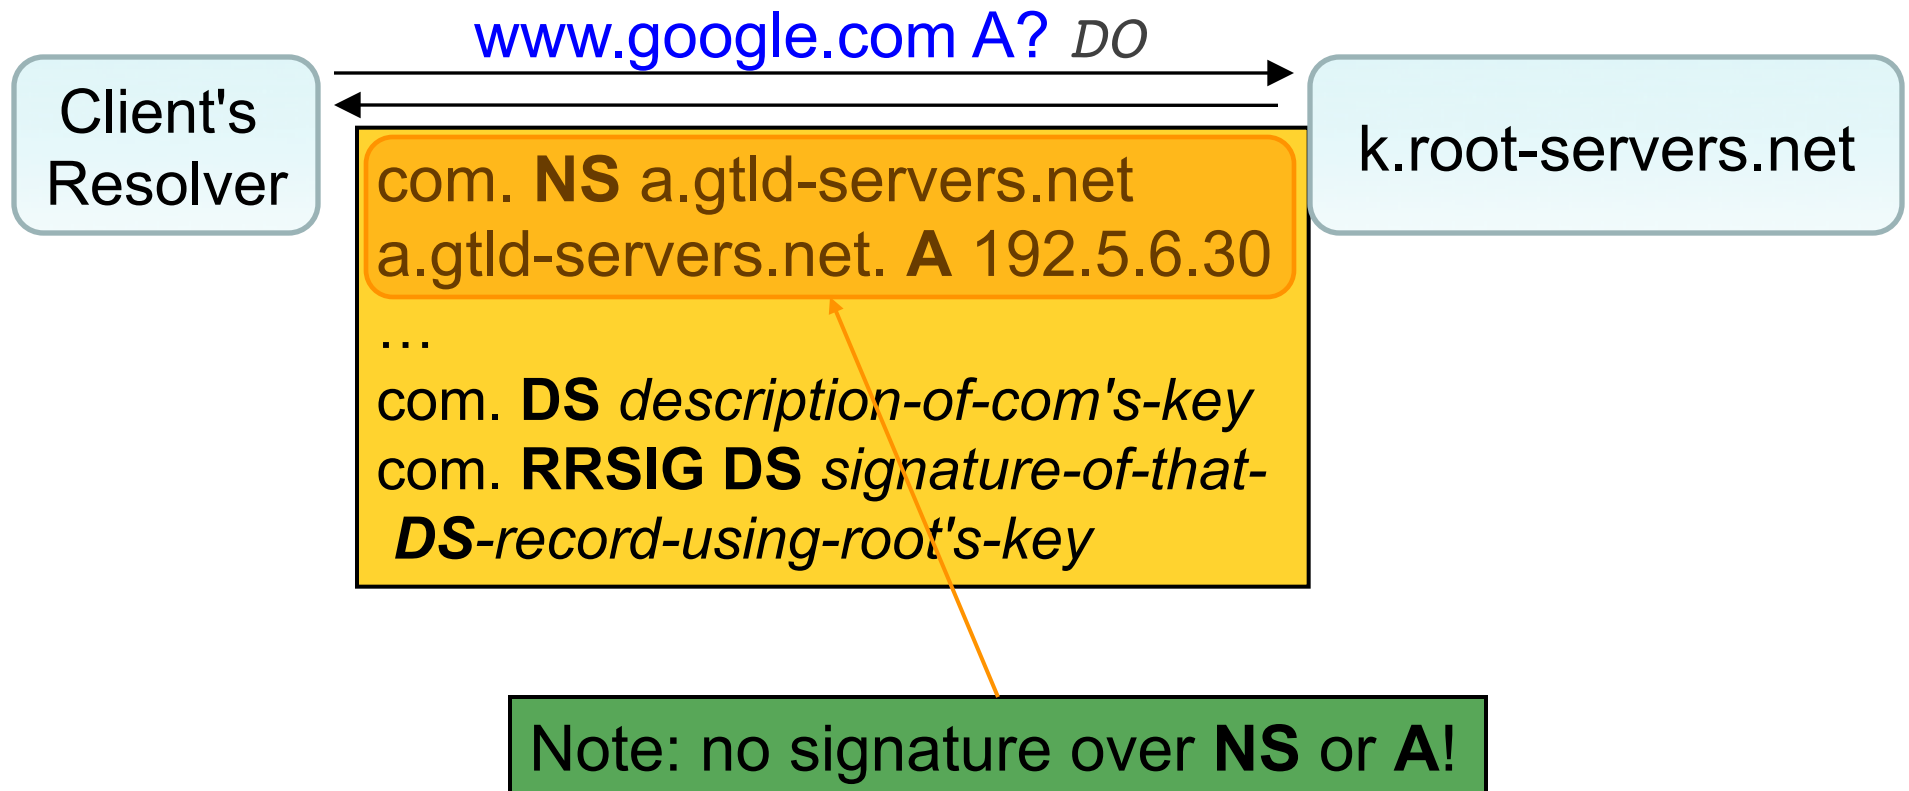 www.google.com A? DO
Client's
Resolver
k.root-servers.net
com. NS a.gtld-servers.net
a.gtld-servers.net. A 192.5.6.30
…
com. DS description-of-com's-key
com. RRSIG DS signature-of-that-
DS-record-using-root's-key
Note: no signature over NS or A!